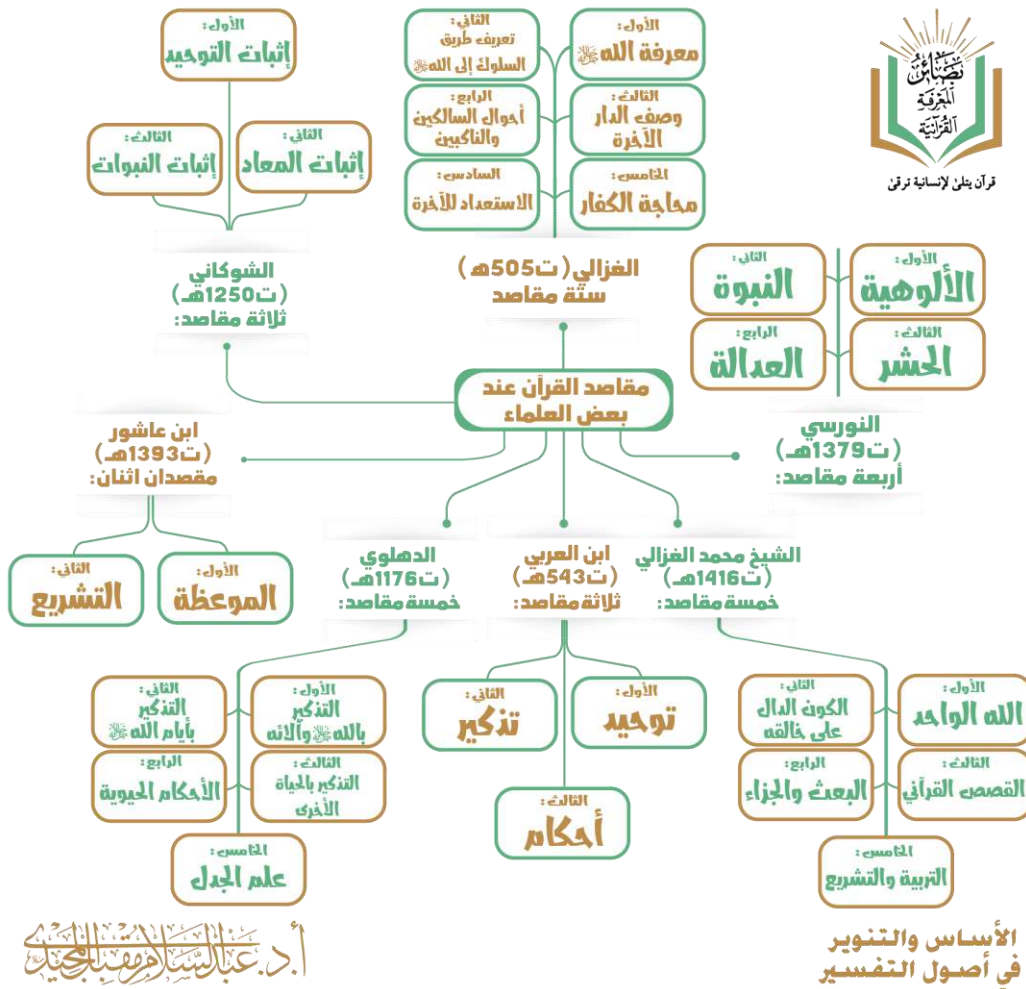 بصائر
المعرفة
القرآنية
قرآن يتلى لإنسانية ترقى
مقاصد القرآن عند
بعض العلماء
الغزالي (ت505هـ)
ستة مقاصد
الأول:
معرفة الله ﷻ
الثاني:
تعريف طريق
السلوك إلى الله ﷻ
الثالث:
وصف الدار
الآخرة
الرابع:
أحوال السالكين
والناكبين
الخامس:
محاجة الكفار
السادس:
الاستعداد للآخرة
الشوكاني
(ت1250هـ)
ثلاثة مقاصد:
الأول:
إثبات التوحيد
الثاني:
إثبات المعاد
الثالث:
إثبات النبوات
النورسي
(ت1379هـ)
أربعة مقاصد:
الأول:
الألوهية
الثاني:
النبوة
الثالث:
الحشر
الرابع:
العدالة
ابن عاشور
(ت1393هـ)
مقصدان اثنان:
الأول:
الموعظة
الثاني:
التشريع
الشيخ محمد الغزالي
(ت1416هـ)
خمسة مقاصد:
الأول:
الله الواحد
الثاني:
الكون الدال
على خالقه
الثالث:
القصص القرآني
الرابع:
البعث والجزاء
الخامس:
التربية والتشريع
ابن العربي
(ت543هـ)
ثلاثة مقاصد:
الأول:
توحيد
الثاني:
تذكير
الثالث:
أحكام
الدهلوي
(ت1176هـ)
خمسة مقاصد:
الأول:
التذكير
بالله ﷻ وآلائه
الثاني:
التذكير
بأيام الله ﷻ
الثالث:
التذكير بالحياة
الأخرى
الرابع:
الأحكام الحيوية
الخامس:
علم الجدل
الأساس والتنوير
في أصول التفسير
أ.د. عبدالسلام مقبل المجيدي